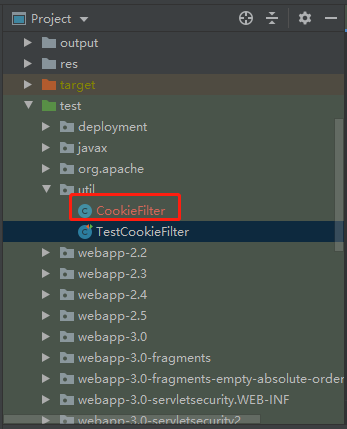 Project
output
res
target
test
deployment
javax
org.apache
util
CookieFilter
TestCookieFilter
webapp-2.2
webapp-2.3
webapp-2.4
webapp-2.5
webapp-3.0
webapp-3.0-fragments
webapp-3.0-fragments-empty-absolute-order
webapp-3.0-servletsecurity.WEB-INF
webapp-3.0-servletsecurity2